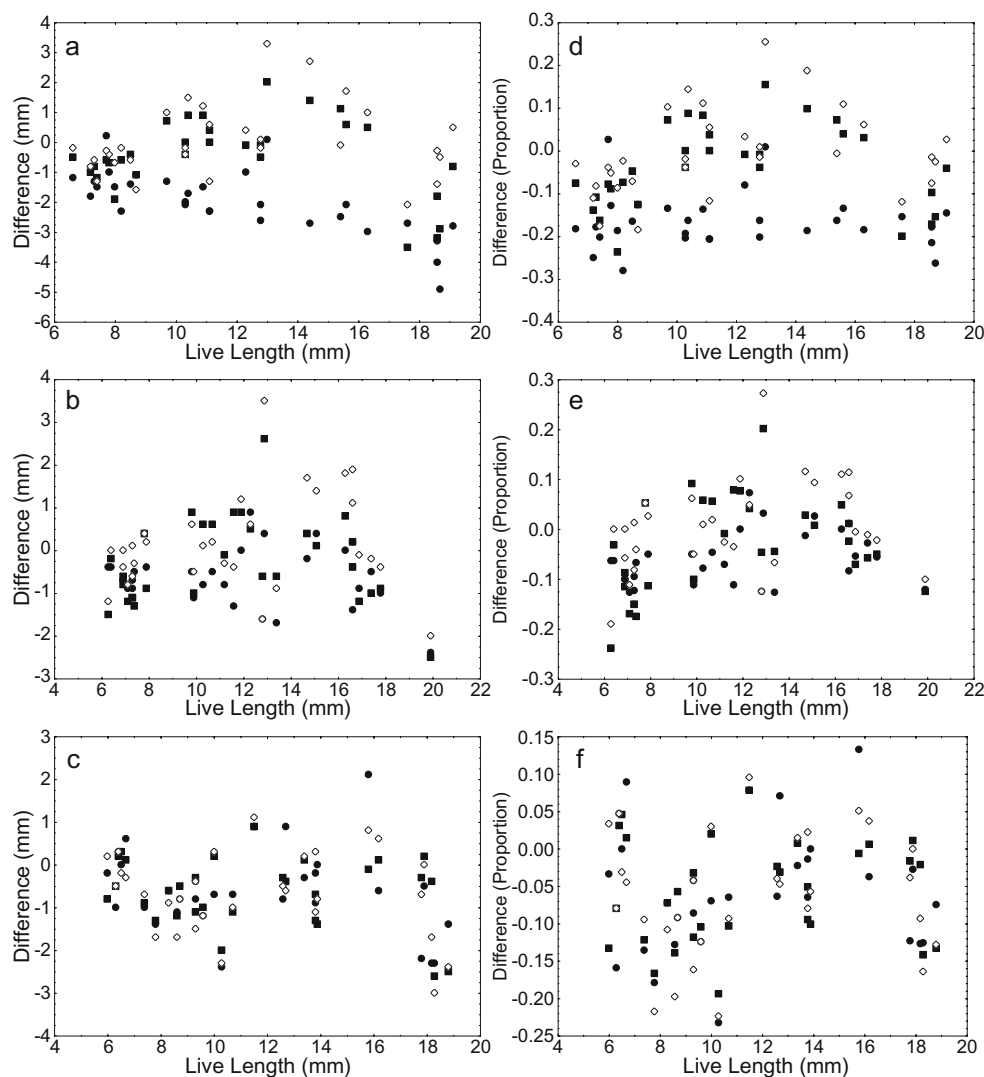 a
4
3
2
1
0
-1
-2
-3
-4
-5
-6
Difference (mm)
6 8 10 12 14 16 18 20
Live Length (mm)
d
0.3
0.2
0.1
0.0
-0.1
-0.2
-0.3
-0.4
Difference (Proportion)
6 8 10 12 14 16 18 20
Live Length (mm)
b
4
3
2
1
0
-1
-2
-3
Difference (mm)
4 6 8 10 12 14 16 18 20 22
Live Length (mm)
e
0.3
0.2
0.1
0.0
-0.1
-0.2
-0.3
Difference (Proportion)
4 6 8 10 12 14 16 18 20 22
Live Length (mm)
c
3
2
1
0
-1
-2
-3
-4
Difference (mm)
4 6 8 10 12 14 16 18 20
Live Length (mm)
f
0.15
0.10
0.05
0.00
-0.05
-0.10
-0.15
-0.20
-0.25
Difference (Proportion)
4 6 8 10 12 14 16 18 20
Live Length (mm)